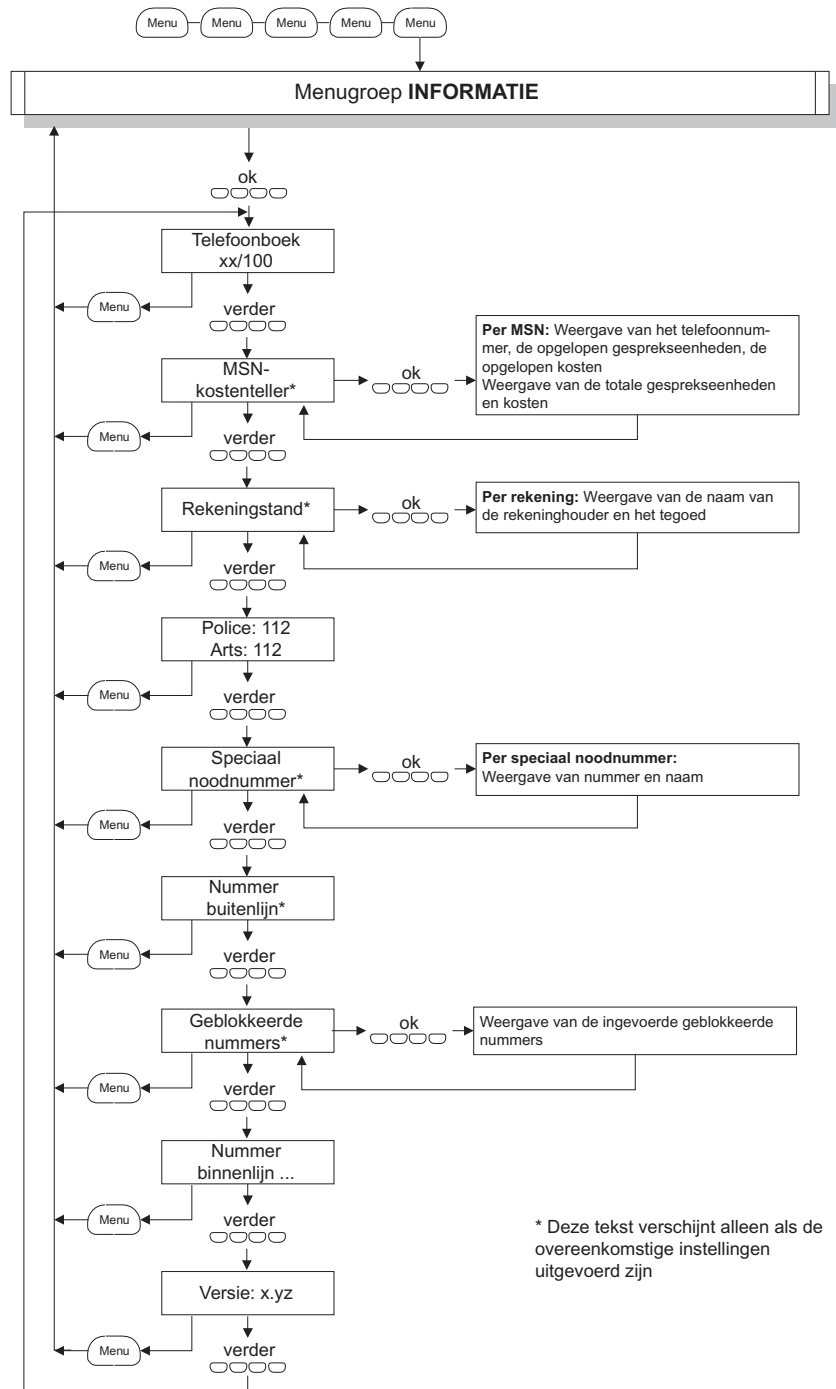 Menu Menu Menu Menu Menu
Menugroep INFORMATIE
ok
Telefoonboek
xx/100
Menu
verder
MSN-
kostenteller*
ok
Per MSN: Weergave van het telefoonnum-
mer, de opgelopen gesprekseenheden, de
opgelopen kosten
Weergave van de totale gesprekseenheden
en kosten
Menu
verder
Rekeningstand*
ok
Per rekening: Weergave van de naam van
de rekeninghouder en het tegoed
Menu
verder
Police: 112
Arts: 112
Menu
verder
Speciaal
noodnummer*
ok
Per speciaal noodnummer:
Weergave van nummer en naam
Menu
verder
Nummer
buitenlijn*
Menu
verder
Geblokkeerde
nummers*
ok
Weergave van de ingevoerde geblokkeerde
nummers
Menu
verder
Nummer
binnenlijn ...
Menu
verder
* Deze tekst verschijnt alleen als de
overeenkomstige instellingen
uitgevoerd zijn
Versie: x.yz
Menu
verder